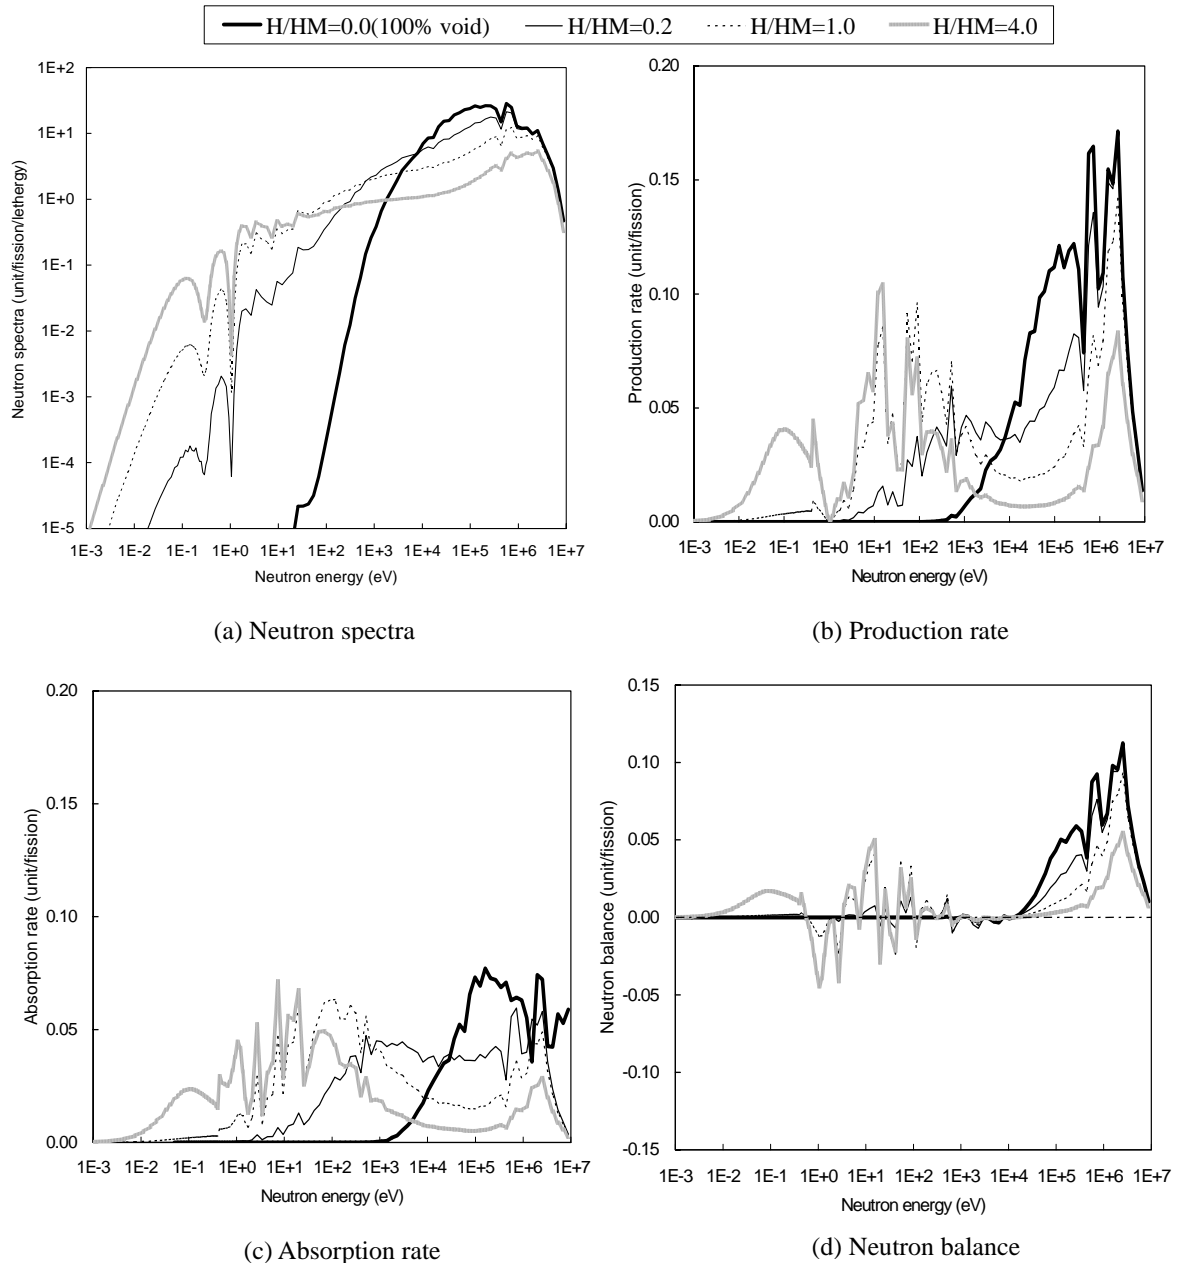 H/HM=0.0(100% void) H/HM=0.2 H/HM=1.0 H/HM=4.0
1E+2
1E+1
1E+0
1E-1
1E-2
1E-3
1E-4
1E-5
Neutron spectra (unit/fission/lethergy)
1E-3 1E-2 1E-1 1E+0 1E+1 1E+2 1E+3 1E+4 1E+5 1E+6 1E+7
Neutron energy (eV)
(a) Neutron spectra
0.20
0.15
0.10
0.05
0.00
Production rate (unit/fission)
1E-3 1E-2 1E-1 1E+0 1E+1 1E+2 1E+3 1E+4 1E+5 1E+6 1E+7
Neutron energy (eV)
(b) Production rate
0.20
0.15
0.10
0.05
0.00
Absorption rate (unit/fission)
1E-3 1E-2 1E-1 1E+0 1E+1 1E+2 1E+3 1E+4 1E+5 1E+6 1E+7
Neutron energy (eV)
(c) Absorption rate
0.15
0.10
0.05
0.00
-0.05
-0.10
-0.15
Neutron balance (unit/fission)
1E-3 1E-2 1E-1 1E+0 1E+1 1E+2 1E+3 1E+4 1E+5 1E+6 1E+7
Neutron energy (eV)
(d) Neutron balance